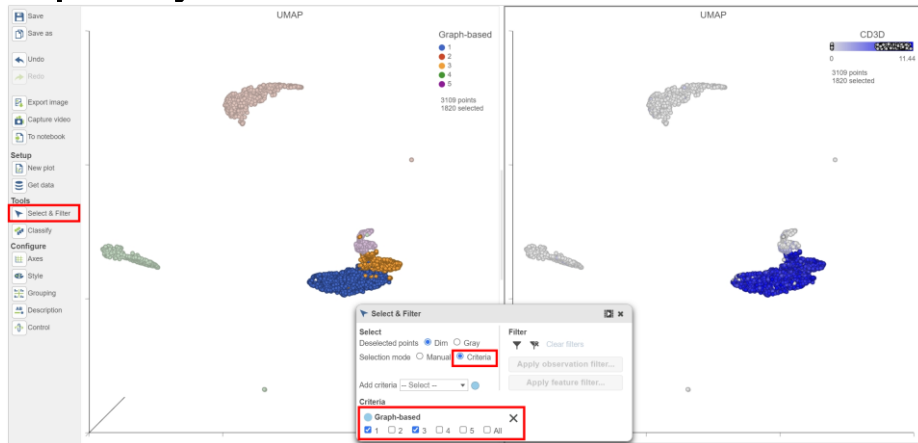 Save
Save as
Undo
Redo
Export image
Capture video
To notebook
Setup
New plot
Get data
Tools
Select & Filter
Classify
Configure
Axes
Style
Grouping
Description
Control
UMAP
Graph-based
1
2
3
4
5
3109 points
1820 selected
UMAP
CD3D
0 11.44
3109 points
1820 selected
Select & Filter
Select
Deselected points Dim Gray
Selection mode Manual Criteria
Add criteria -- Select --
Criteria
Graph-based
1 2 3 4 5 All
Filter
Clear filters
Apply observation filter...
Apply feature filter...